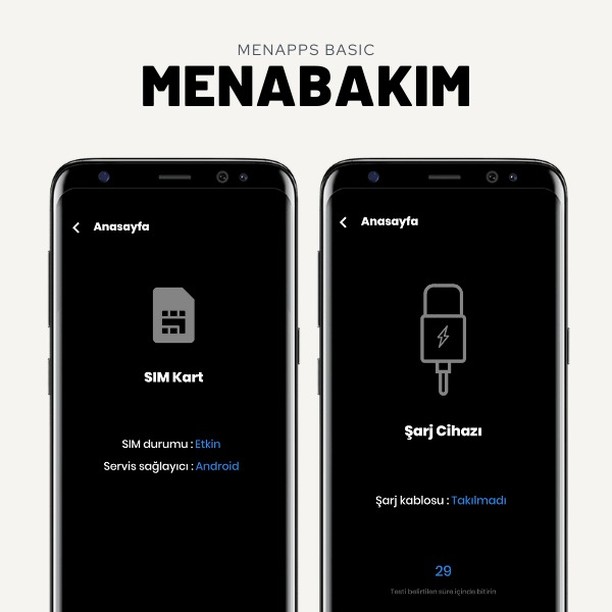 MENAPPS BASIC
MENABAKIM
Anasayfa
SIM Kart
SIM durumu : Etkin
Servis sağlayıcı : Android
Anasayfa
Şarj Cihazı
Şarj kablosu : Takılmadı
29
Testi belirtilen süre içinde bitirin